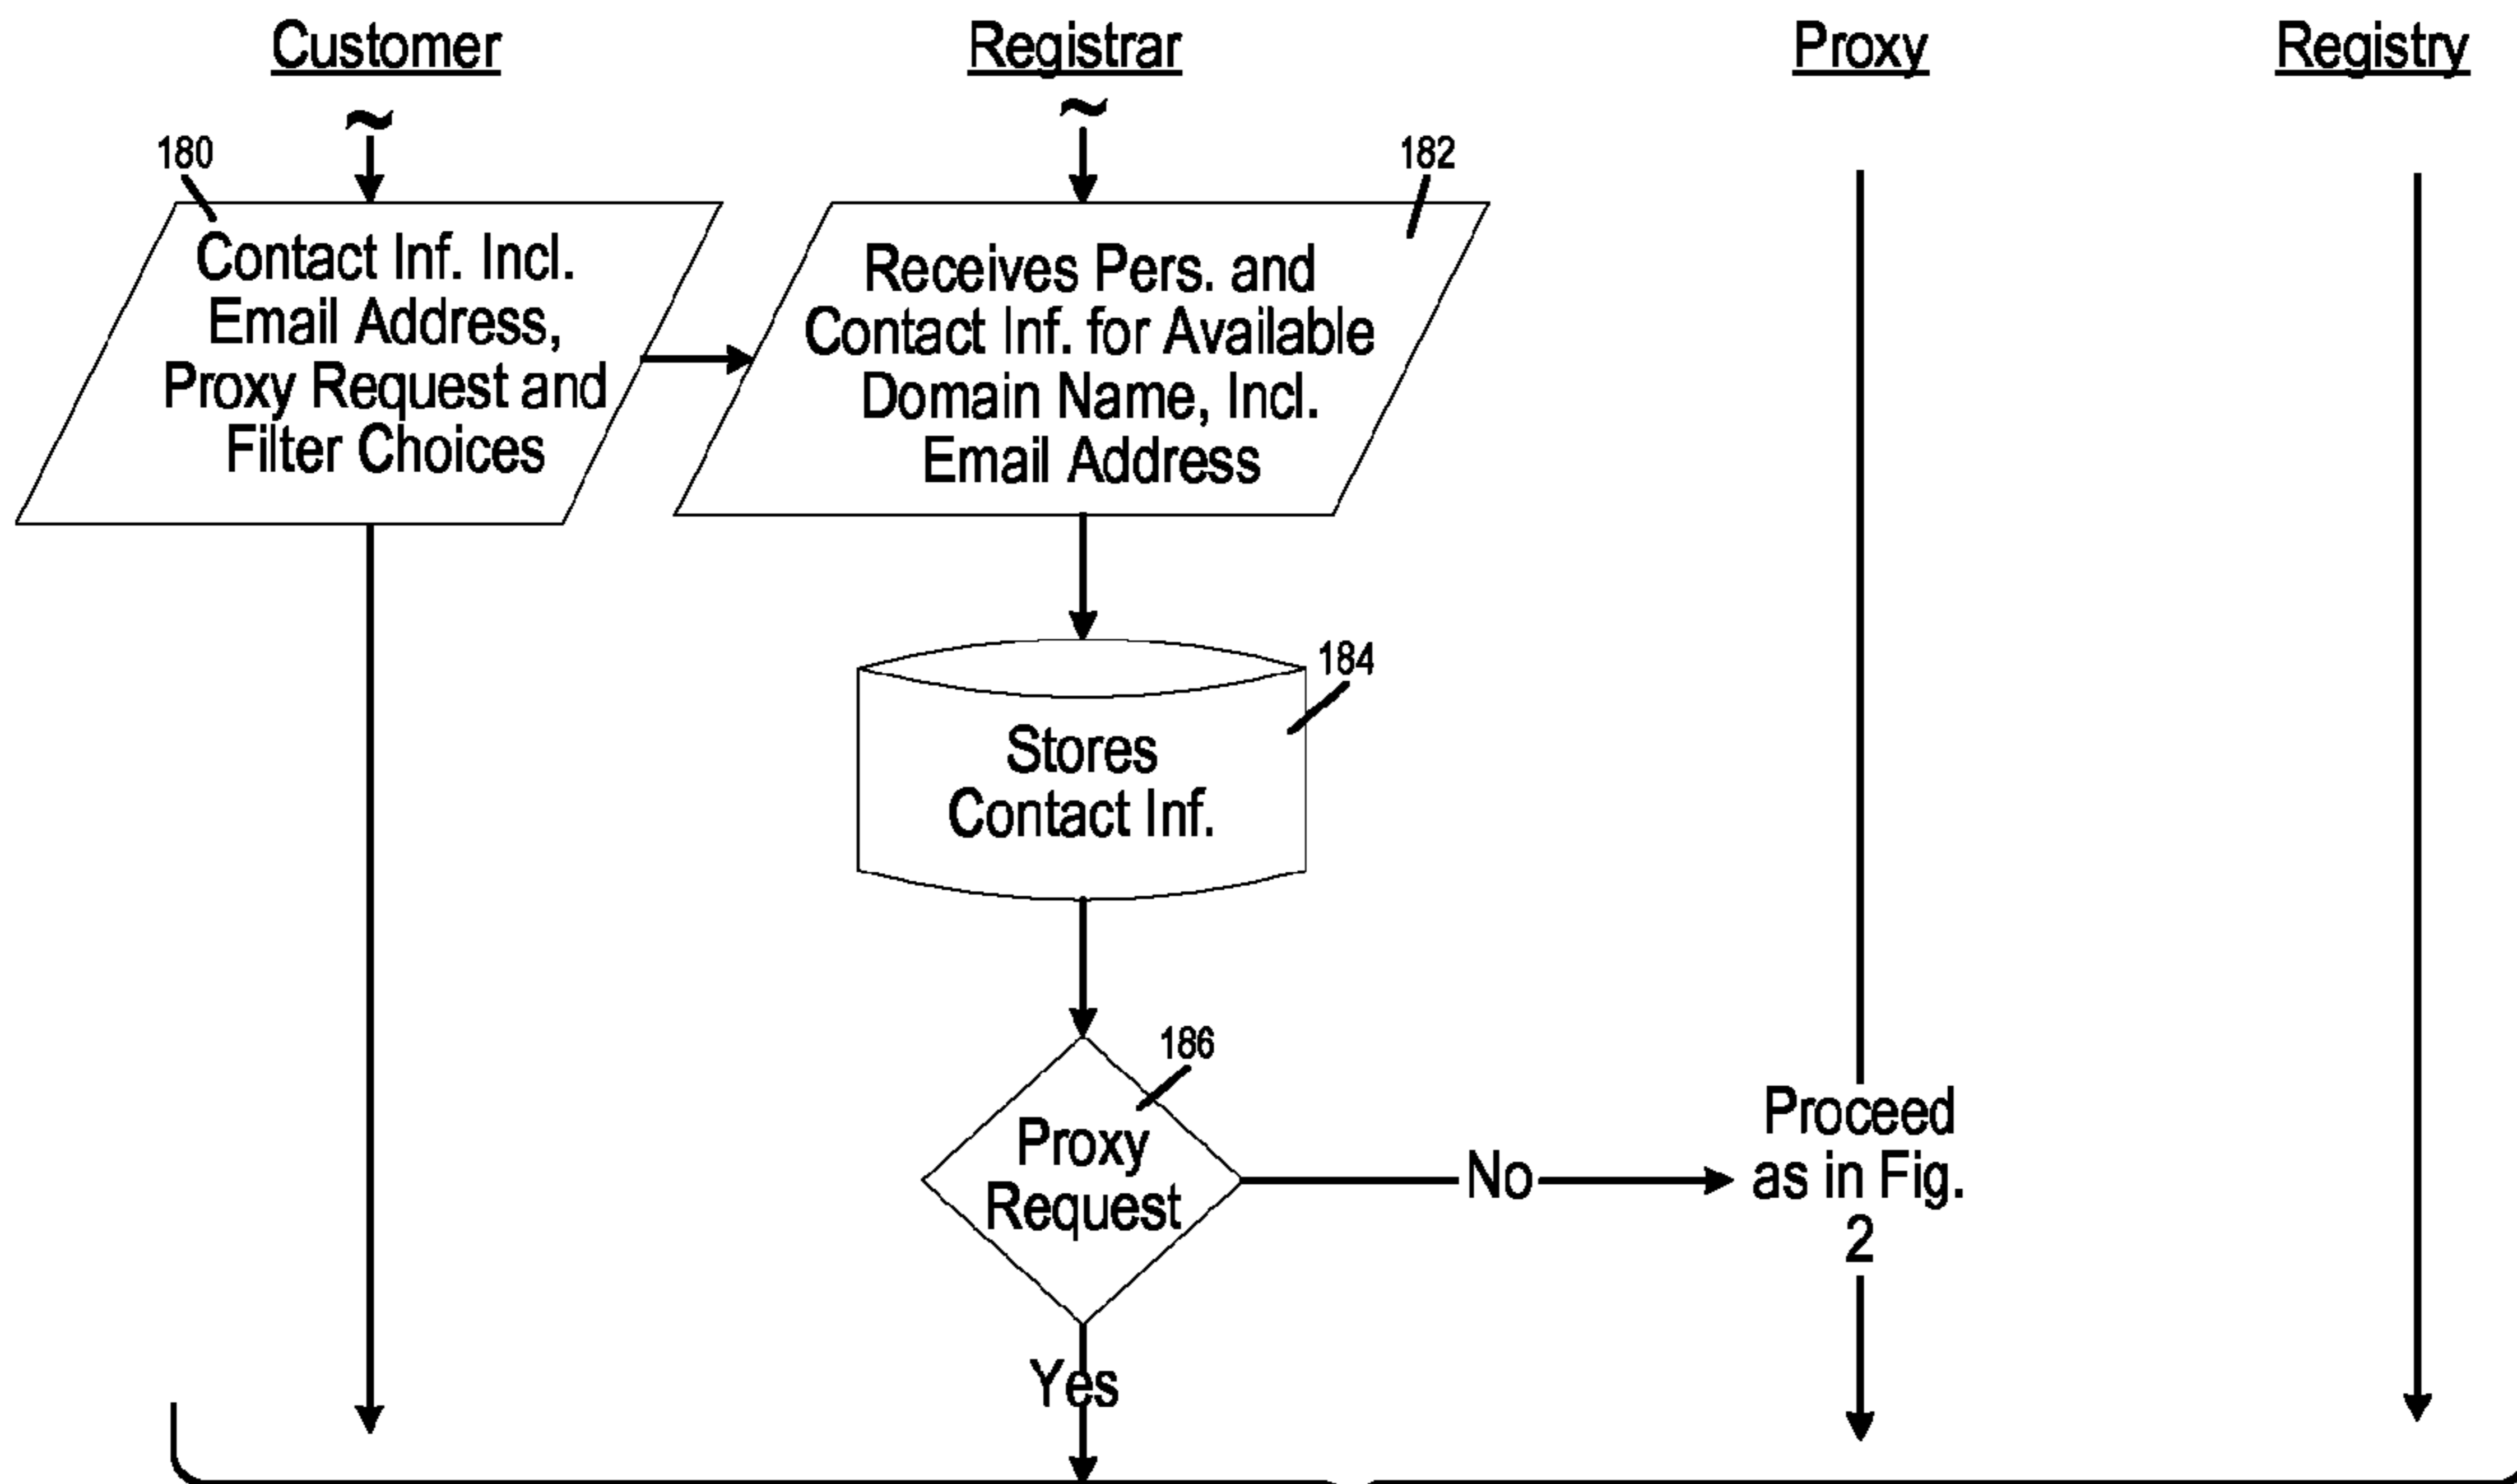 Customer
Registrar
Proxy
Registry
~
~
180
182
Contact Inf. Incl.
Email Address,
Proxy Request and
Filter Choices
Receives Pers. and
Contact Inf. for Available
Domain Name, Incl.
Email Address
184
Stores
Contact Inf.
186
Proxy
Request
No
Proceed
as in Fig.
2
Yes